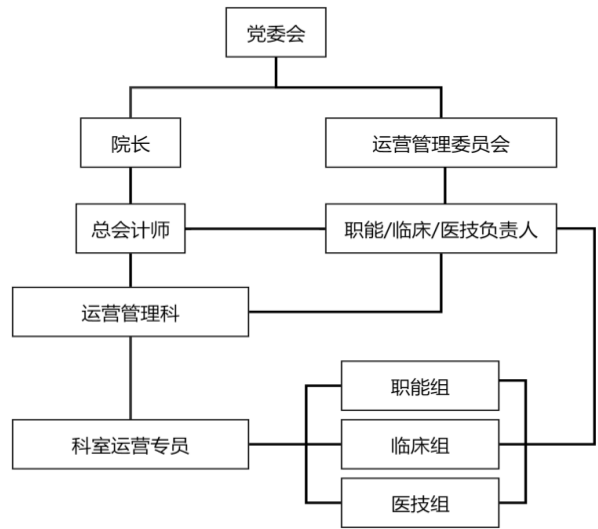 党委会
院长
运营管理委员会
总会计师
职能/临床/医技负责人
运营管理科
职能组
科室运营专员
临床组
医技组